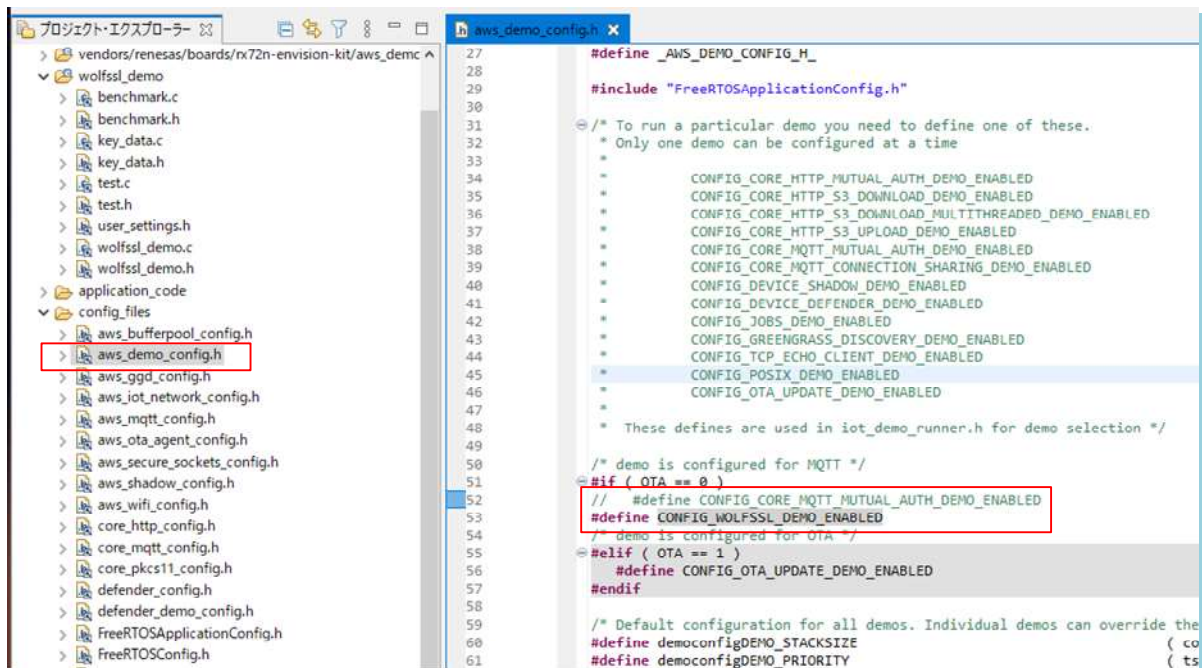 プロジェクト・エクスプローラー
vendors/renesas/boards/rx72n-envision-kit/aws_demc
wolfssl_demo
benchmark.c
benchmark.h
key_data.c
key_data.h
test.c
test.h
user_settings.h
wolfssl_demo.c
wolfssl_demo.h
application_code
config_files
aws_bufferpool_config.h
aws_demo_config.h
aws_ggd_config.h
aws_iot_network_config.h
aws_mqtt_config.h
aws_ota_agent_config.h
aws_secure_sockets_config.h
aws_shadow_config.h
aws_wifi_config.h
core_http_config.h
core_mqtt_config.h
core_pkcs11_config.h
defender_config.h
defender_demo_config.h
FreeRTOSApplicationConfig.h
FreeRTOSConfig.h
aws_demo_config.h
27 #define _AWS_DEMO_CONFIG_H_
28
29 #include "FreeRTOSApplicationConfig.h"
30
31 /* To run a particular demo you need to define one of these.
32 * Only one demo can be configured at a time
33 *
34 * CONFIG_CORE_HTTP_MUTUAL_AUTH_DEMO_ENABLED
35 * CONFIG_CORE_HTTP_S3_DOWNLOAD_DEMO_ENABLED
36 * CONFIG_CORE_HTTP_S3_DOWNLOAD_MULTITHREADED_DEMO_ENABLED
37 * CONFIG_CORE_HTTP_S3_UPLOAD_DEMO_ENABLED
38 * CONFIG_CORE_MQTT_MUTUAL_AUTH_DEMO_ENABLED
39 * CONFIG_CORE_MQTT_CONNECTION_SHARING_DEMO_ENABLED
40 * CONFIG_DEVICE_SHADOW_DEMO_ENABLED
41 * CONFIG_DEVICE_DEFENDER_DEMO_ENABLED
42 * CONFIG_JOBS_DEMO_ENABLED
43 * CONFIG_GREENGRASS_DISCOVERY_DEMO_ENABLED
44 * CONFIG_TCP_ECHO_CLIENT_DEMO_ENABLED
45 * CONFIG_POSIX_DEMO_ENABLED
46 * CONFIG_OTA_UPDATE_DEMO_ENABLED
47 *
48 * These defines are used in iot_demo_runner.h for demo selection */
49
50 /* demo is configured for MQTT */
51 #if ( OTA == 0 )
52 // #define CONFIG_CORE_MQTT_MUTUAL_AUTH_DEMO_ENABLED
53 #define CONFIG_WOLFSSL_DEMO_ENABLED
54 /* demo is configured for OTA */
55 #elif ( OTA == 1 )
56 #define CONFIG_OTA_UPDATE_DEMO_ENABLED
57 #endif
58
59 /* Default configuration for all demos. Individual demos can override the
60 #define democonfigDEMO_STACKSIZE ( co
61 #define democonfigDEMO_PRIORITY ( ts